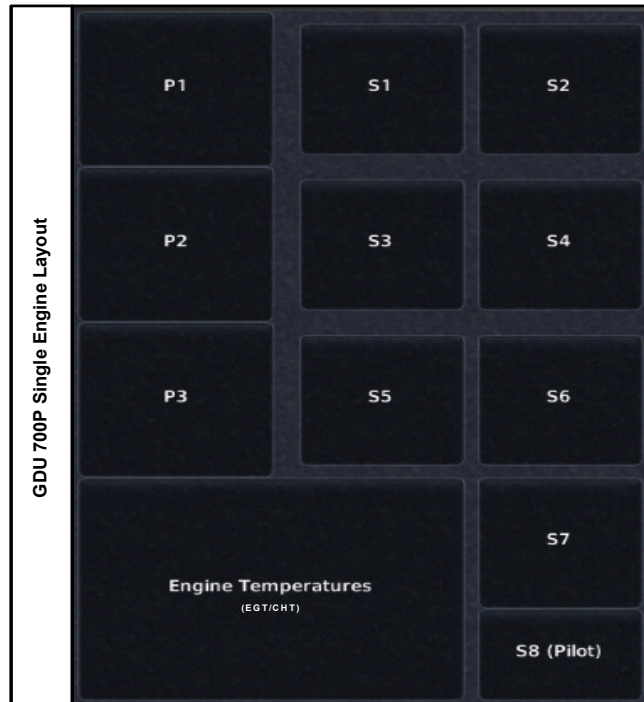 GDU 700P Single Engine Layout
P1
S1
S2
P2
S3
S4
P3
S5
S6
Engine Temperatures
(EGT/CHT)
S7
S8 (Pilot)